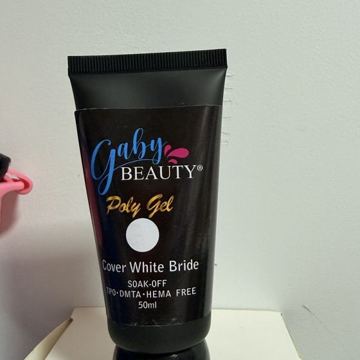 Gaby
BEAUTY®
Poly Gel
Cover White Bride
SOAK-OFF
TPO·DMTA·HEMA FREE
50ml